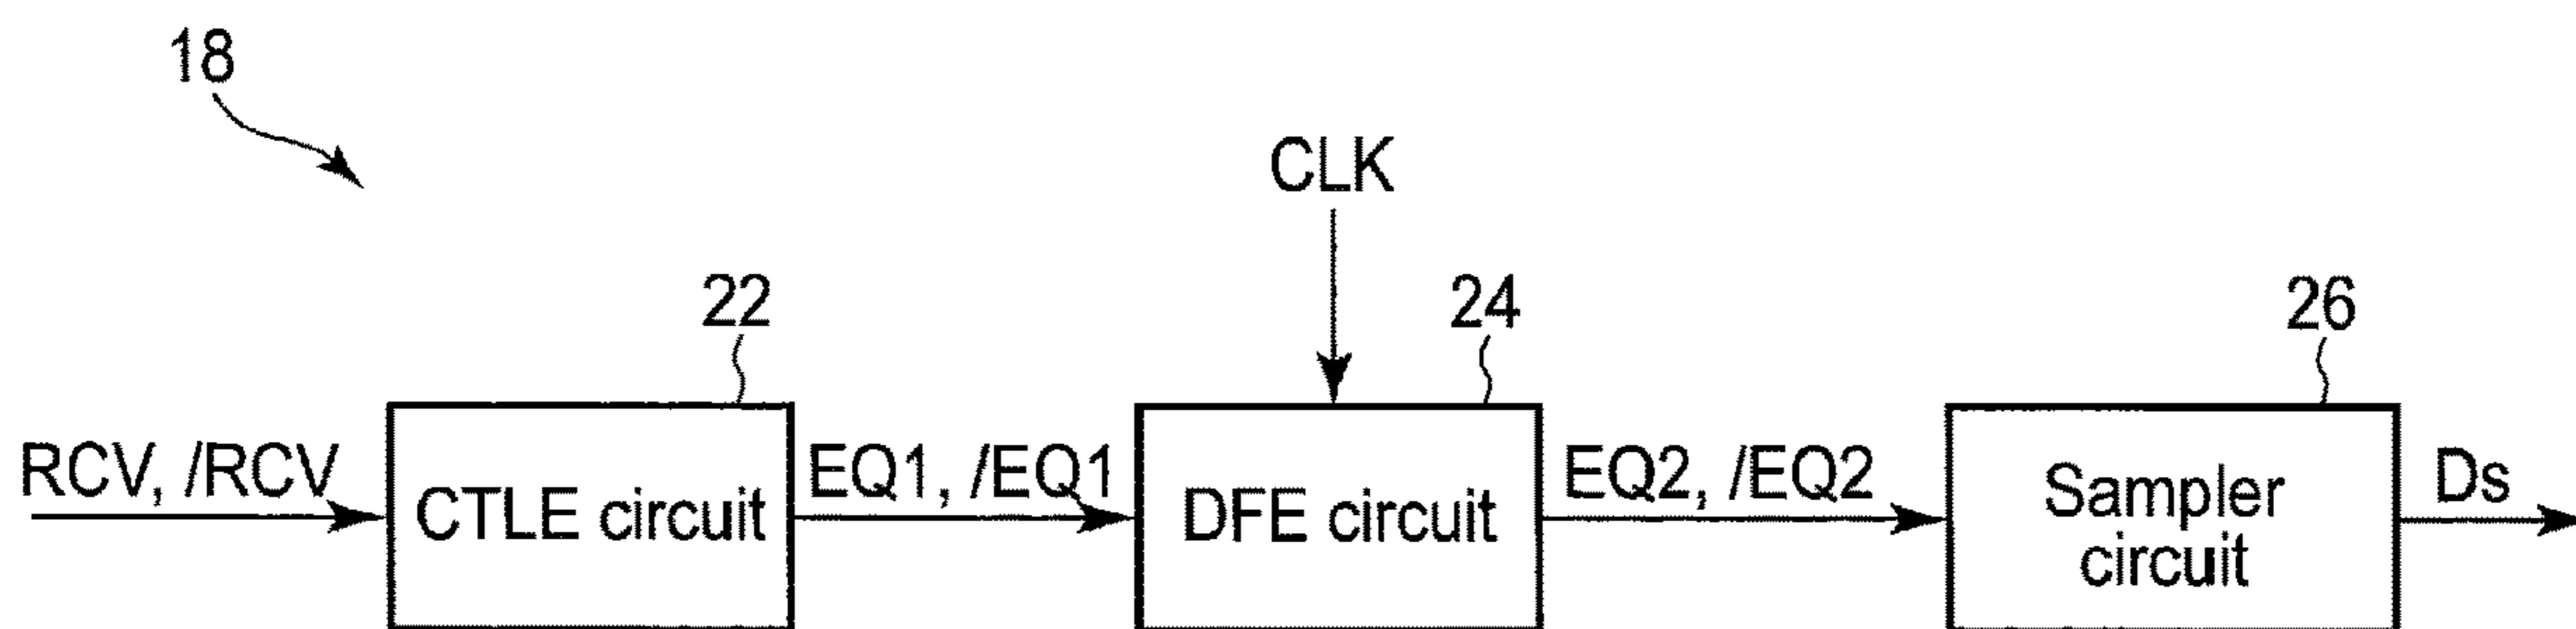 18
CLK
22
24
26
RCV, /RCV
CTLE circuit
EQ1, /EQ1
DFE circuit
EQ2, /EQ2
Sampler
circuit
Ds